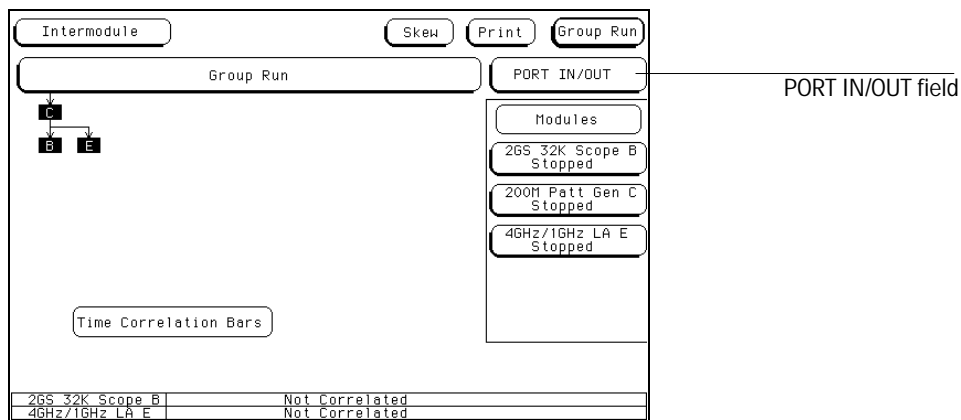 Intermodule
Skew
Print
Group Run
Group Run
PORT IN/OUT
PORT IN/OUT field
C
B E
Modules
2GS 32K Scope B
Stopped
200M Patt Gen C
Stopped
4GHz/1GHz LA E
Stopped
Time Correlation Bars
2GS 32K Scope B Not Correlated
4GHz/1GHz LA E Not Correlated